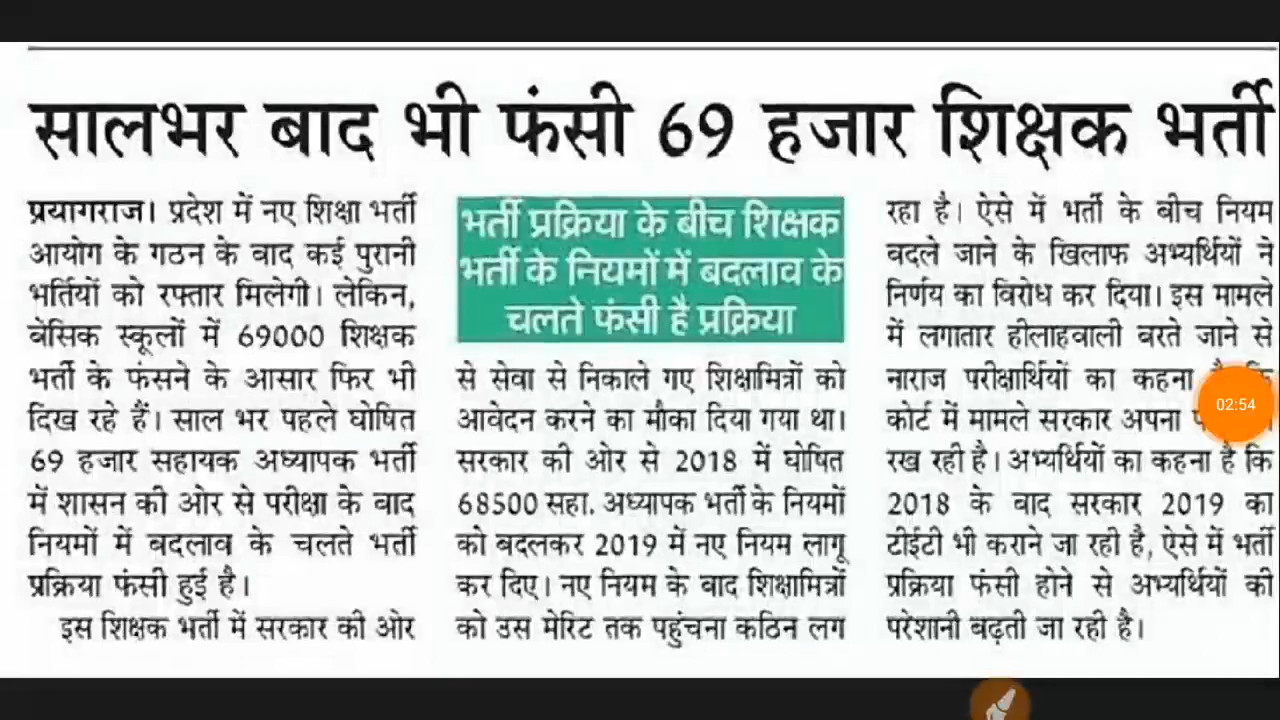 सालभर बाद भी फंसी 69 हजार शिक्षक भर्ती
प्रयागराज। प्रदेश में नए शिक्षा भर्ती
आयोग के गठन के बाद कई पुरानी
भर्तियों को रफ्तार मिलेगी। लेकिन,
बेसिक स्कूलों में 69000 शिक्षक
भर्ती के फंसने के आसार फिर भी
दिख रहे हैं। साल भर पहले घोषित
69 हजार सहायक अध्यापक भर्ती
में शासन की ओर से परीक्षा के बाद
नियमों में बदलाव के चलते भर्ती
प्रक्रिया फंसी हुई है।
इस शिक्षक भर्ती में सरकार की ओर
भर्ती प्रक्रिया के बीच शिक्षक
भर्ती के नियमों में बदलाव के
चलते फंसी है प्रक्रिया
से सेवा से निकाले गए शिक्षामित्रों को
आवेदन करने का मौका दिया गया था।
सरकार की ओर से 2018 में घोषित
68500 सहा. अध्यापक भर्ती के नियमों
को बदलकर 2019 में नए नियम लागू
कर दिए। नए नियम के बाद शिक्षामित्रों
को उस मेरिट तक पहुंचना कठिन लग
रहा है। ऐसे में भर्ती के बीच नियम
बदले जाने के खिलाफ अभ्यर्थियों ने
निर्णय का विरोध कर दिया। इस मामले
में लगातार हीलाहवाली बरते जाने से
नाराज परीक्षार्थियों का कहना
कोर्ट में मामले सरकार अपना
रख रही है। अभ्यर्थियों का कहना है कि
2018 के बाद सरकार 2019 का
टीईटी भी कराने जा रही है, ऐसे में भर्ती
प्रक्रिया फंसी होने से अभ्यर्थियों की
परेशानी बढ़ती जा रही है।
02:54